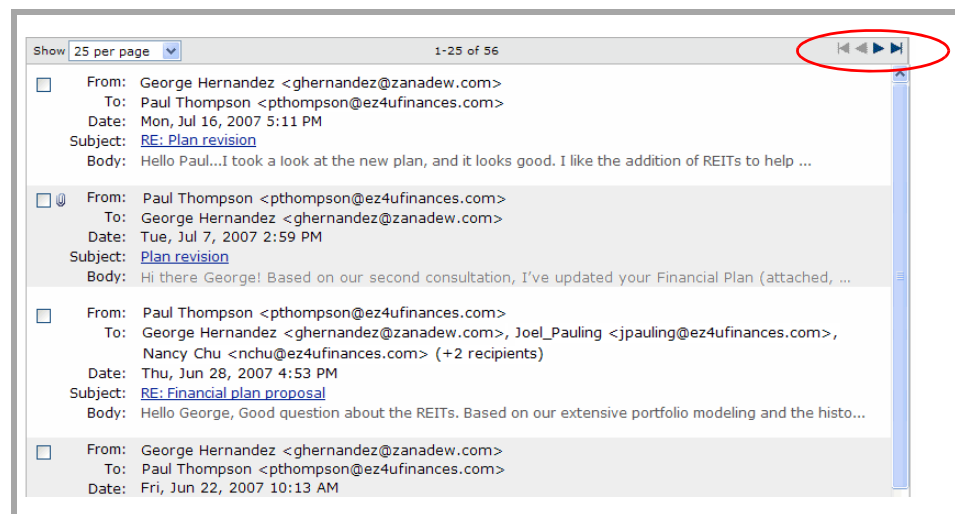 Show 25 per page 1-25 of 56
From: George Hernandez <ghernandez@zanadew.com>
To: Paul Thompson <pthompson@ez4ufinances.com>
Date: Mon, Jul 16, 2007 5:11 PM
Subject: RE: Plan revision
Body: Hello Paul...I took a look at the new plan, and it looks good. I like the addition of REITs to help ...
From: Paul Thompson <pthompson@ez4ufinances.com>
To: George Hernandez <ghernandez@zanadew.com>
Date: Tue, Jul 7, 2007 2:59 PM
Subject: Plan revision
Body: Hi there George! Based on our second consultation, I've updated your Financial Plan (attached, ...
From: Paul Thompson <pthompson@ez4ufinances.com>
To: George Hernandez <ghernandez@zanadew.com>, Joel_Pauling <jpauling@ez4ufinances.com>,
Nancy Chu <nchu@ez4ufinances.com> (+2 recipients)
Date: Thu, Jun 28, 2007 4:53 PM
Subject: RE: Financial plan proposal
Body: Hello George, Good question about the REITs. Based on our extensive portfolio modeling and the histo...
From: George Hernandez <ghernandez@zanadew.com>
To: Paul Thompson <pthompson@ez4ufinances.com>
Date: Fri, Jun 22, 2007 10:13 AM